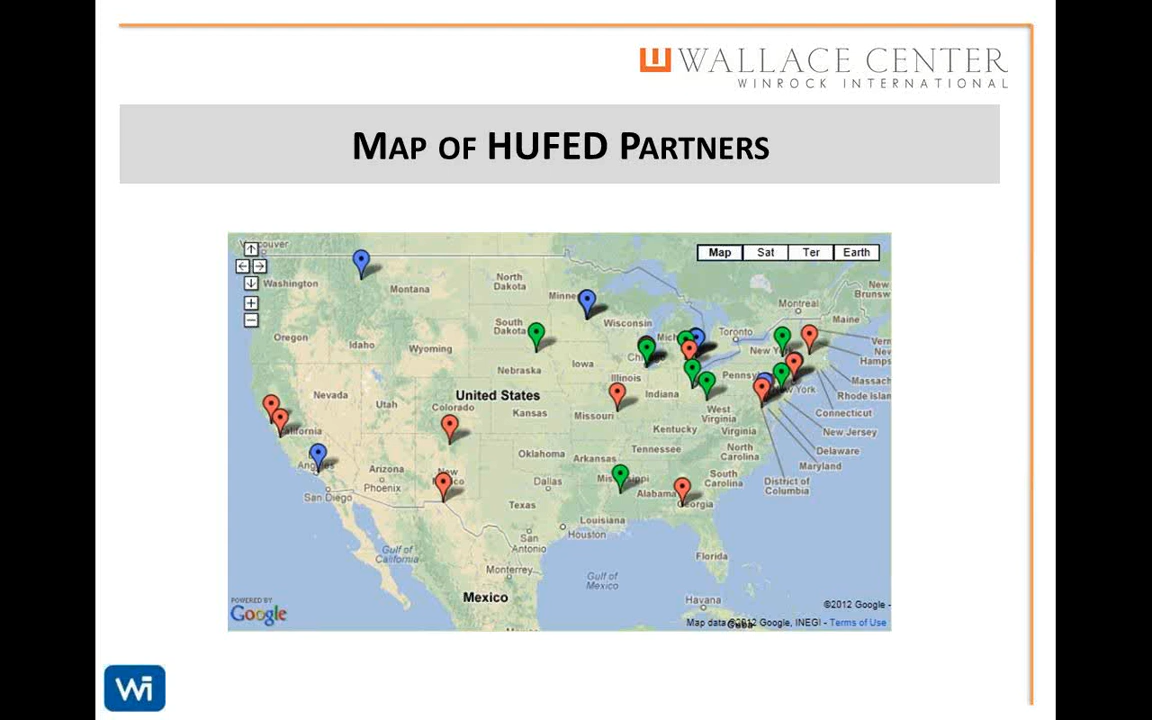 WALLACE CENTER
WINROCK INTERNATIONAL
MAP OF HUFED PARTNERS
Map Sat Ter Earth
Washington
Montana
North
Dakota
Montreal
New
Brunsw
Maine
Oregon
Idaho
South
Dakota
Wisconsin
Toronto
Wyoming
Iowa
Nebraska
Illinois
Indiana
Nevada
Utah
United States
Colorado
Kansas
Missouri
West
Virginia
Virginia
Kentucky
Massach
Rhode Islan
Connecticut
New Jersey
Delaware
Maryland
District of
Columbia
Arizona
Phoenix
Oklahoma
Arkansas
Tennessee
North
Carolina
South
Carolina
San Diego
Dallas
Texas
Alabama
Louisiana
Houston
San
Antonio
Florida
Gulf of
California
Monterrey
Gulf of
Mexico
Mexico
Havana
POWERED BY
Google
©2012 Google -
Map data ©2012 Google, INEGI - Terms of Use
Wi